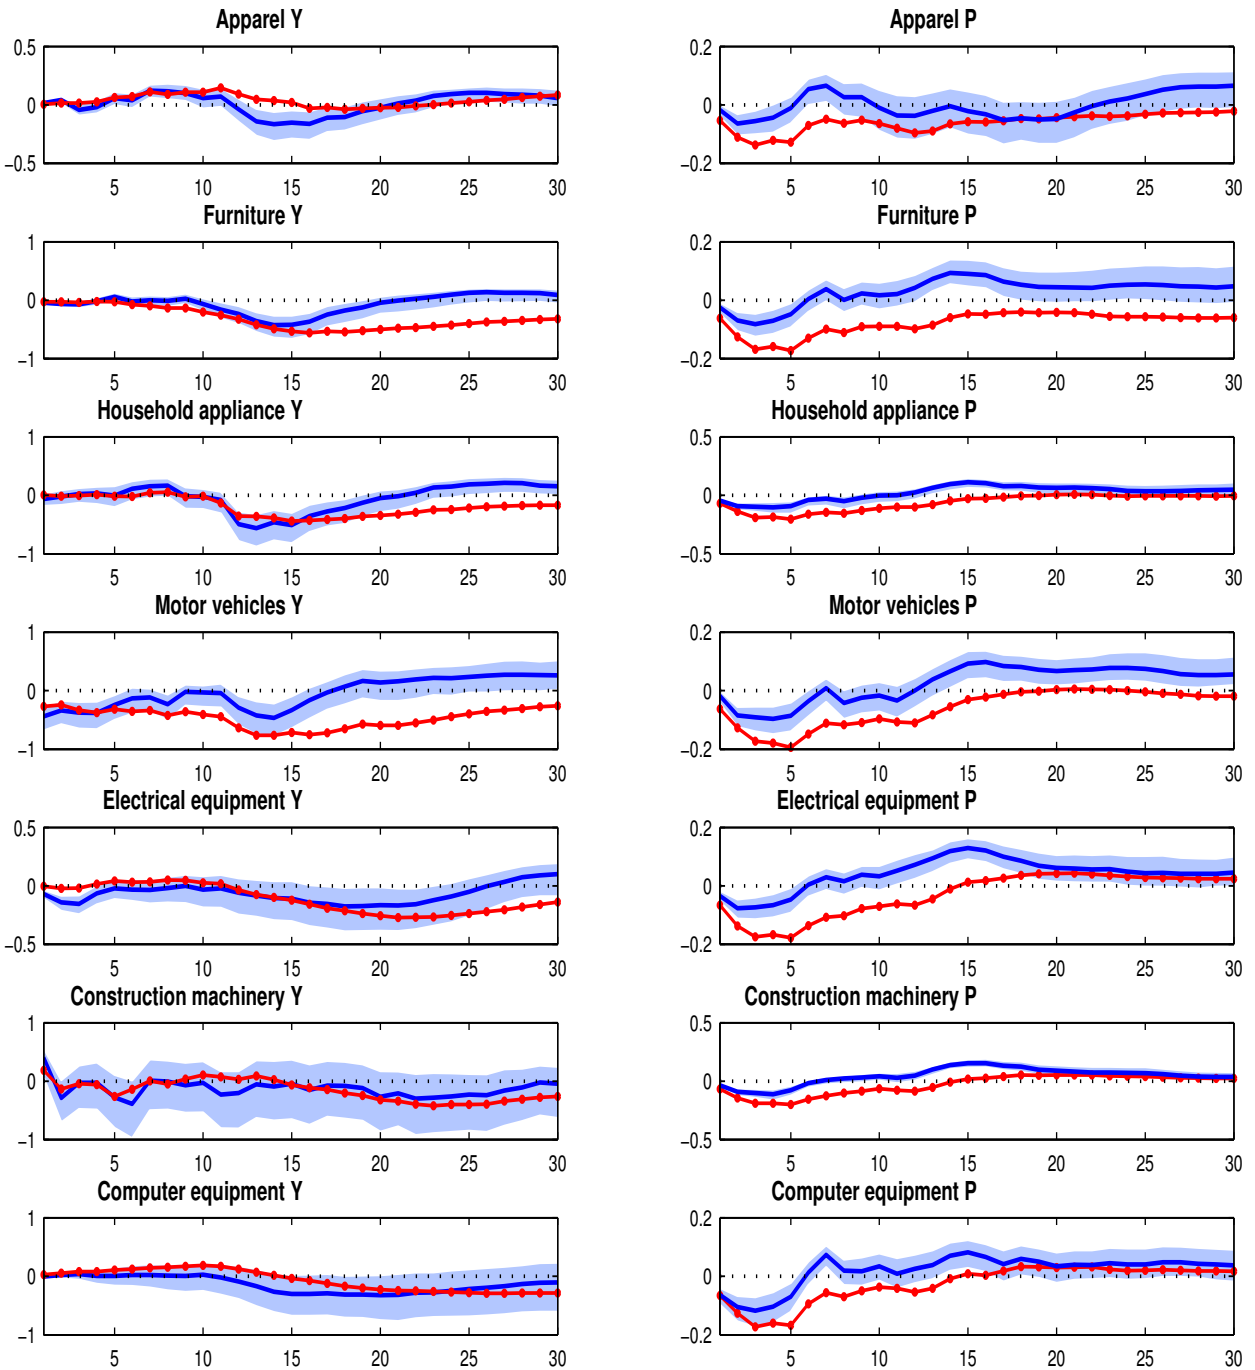 Apparel Y
Apparel P
0.5
0
−0.5
5 10 15 20 25 30
0.2
0
−0.2
5 10 15 20 25 30
Furniture Y
Furniture P
1
0
−1
5 10 15 20 25 30
0.2
0
−0.2
5 10 15 20 25 30
Household appliance Y
Household appliance P
1
0
−1
5 10 15 20 25 30
0.5
0
−0.5
5 10 15 20 25 30
Motor vehicles Y
Motor vehicles P
1
0
−1
5 10 15 20 25 30
0.2
0
−0.2
5 10 15 20 25 30
Electrical equipment Y
Electrical equipment P
0.5
0
−0.5
5 10 15 20 25 30
0.2
0
−0.2
5 10 15 20 25 30
Construction machinery Y
Construction machinery P
1
0
−1
5 10 15 20 25 30
0.5
0
−0.5
5 10 15 20 25 30
Computer equipment Y
Computer equipment P
1
0
−1
5 10 15 20 25 30
0.2
0
−0.2
5 10 15 20 25 30